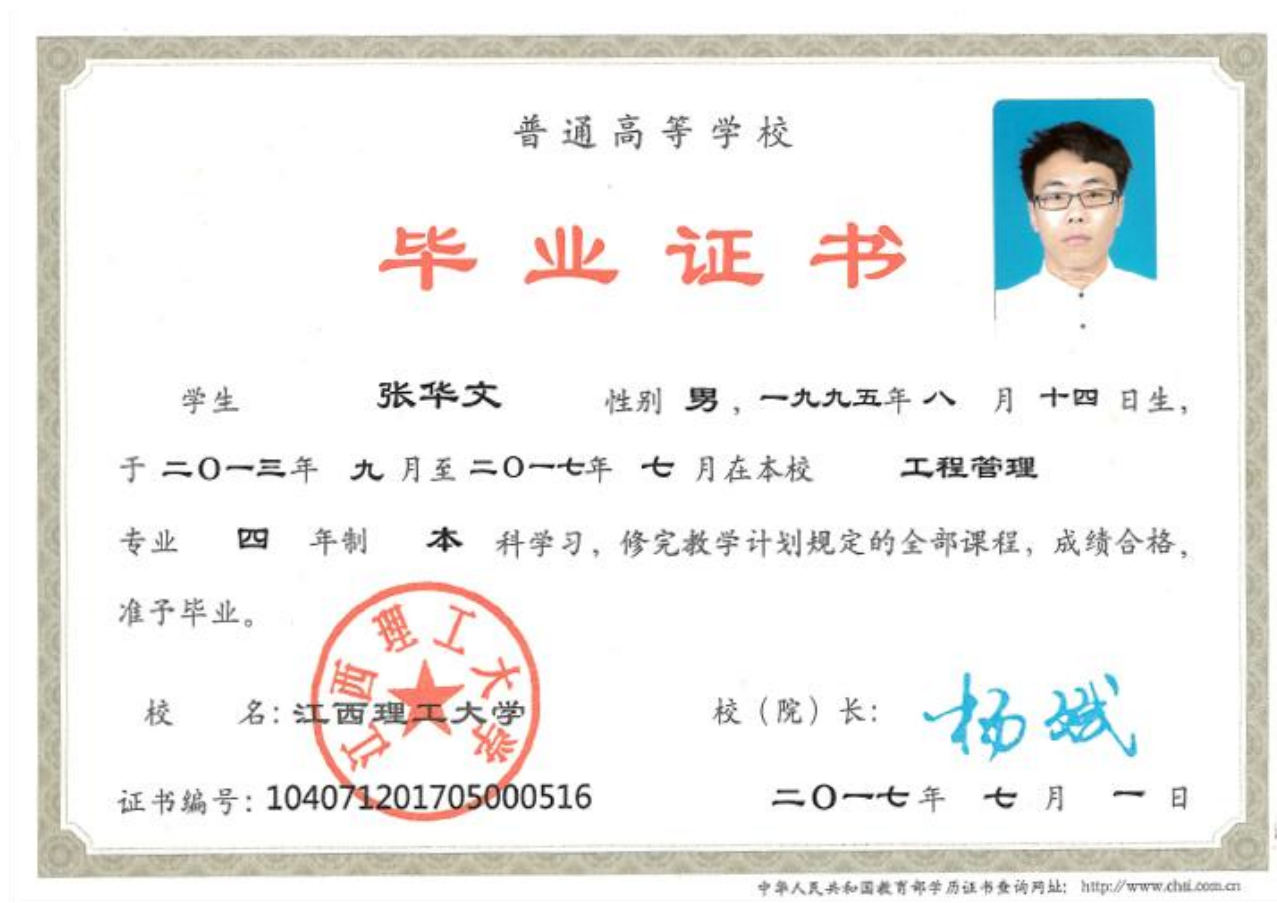 普通高等学校
毕业证书
学生 张华文 性别 男，一九九五年 八 月 十四 日生，
于 二〇一三年 九 月至 二〇一七年 七 月在本校 工程管理
专业 四 年制 本 科学习，修完教学计划规定的全部课程，成绩合格，
准予毕业。
江西理工大学
校 名：江西理工大学 校（院）长： 杨斌
证书编号：104071201705000516 二〇一七年 七 月 一 日
中华人民共和国教育部学历证书查询网址：http://www.chsi.com.cn